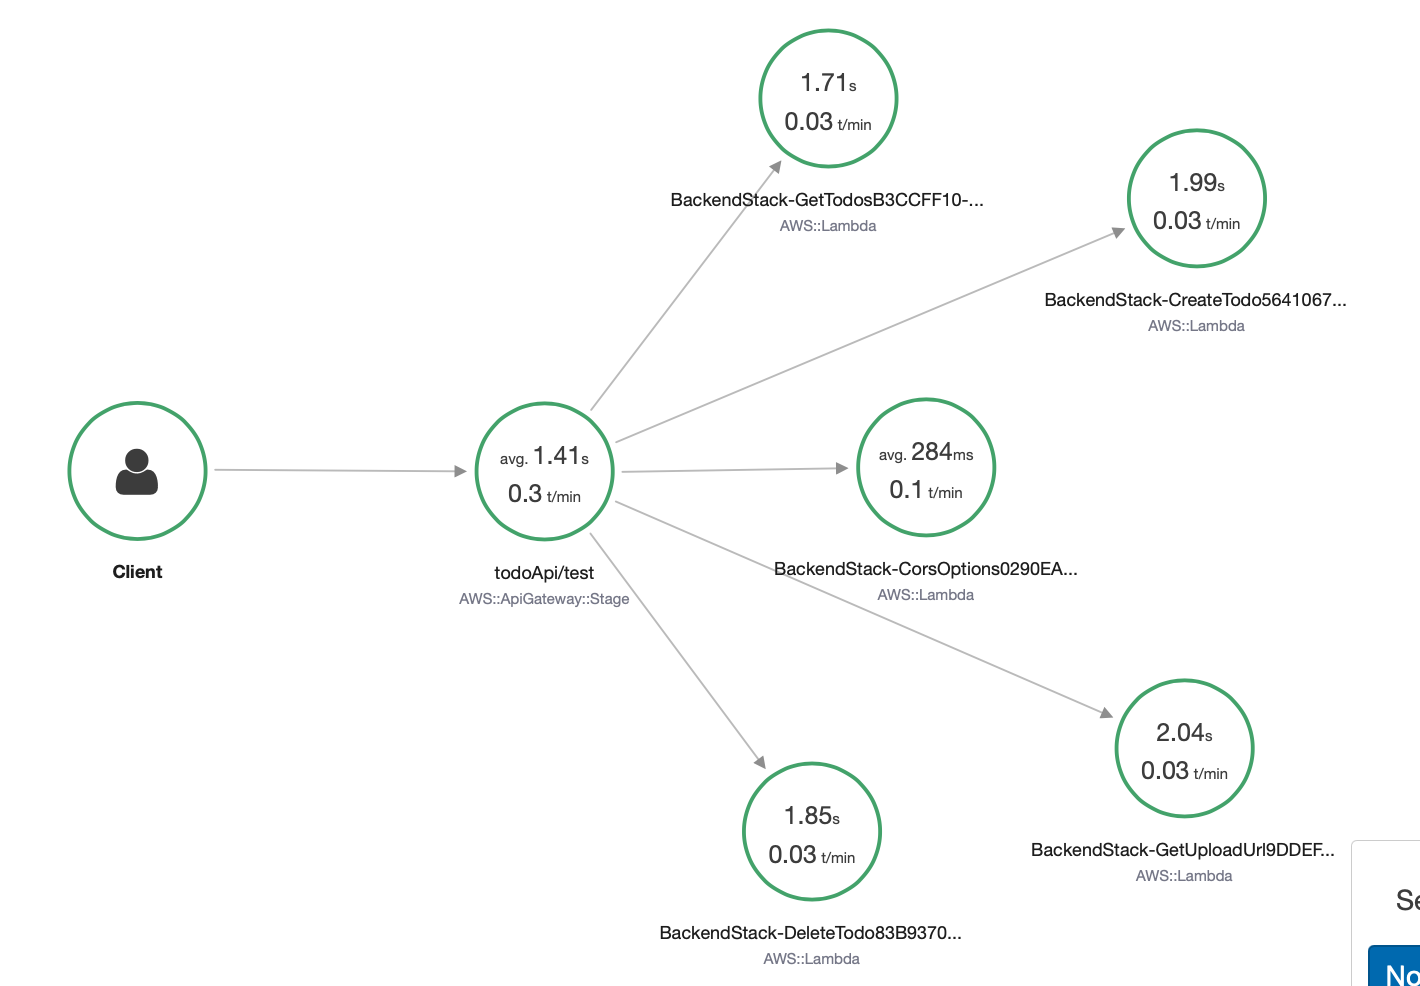 1.71s
0.03 t/min
BackendStack-GetTodosB3CCFF10-...
AWS::Lambda
1.99s
0.03 t/min
BackendStack-CreateTodo5641067...
AWS::Lambda
Client
avg. 1.41s
0.3 t/min
todoApi/test
AWS::ApiGateway::Stage
avg. 284ms
0.1 t/min
BackendStack-CorsOptions0290EA...
AWS::Lambda
2.04s
0.03 t/min
BackendStack-GetUploadUrl9DDEF...
AWS::Lambda
1.85s
0.03 t/min
BackendStack-DeleteTodo83B9370...
AWS::Lambda